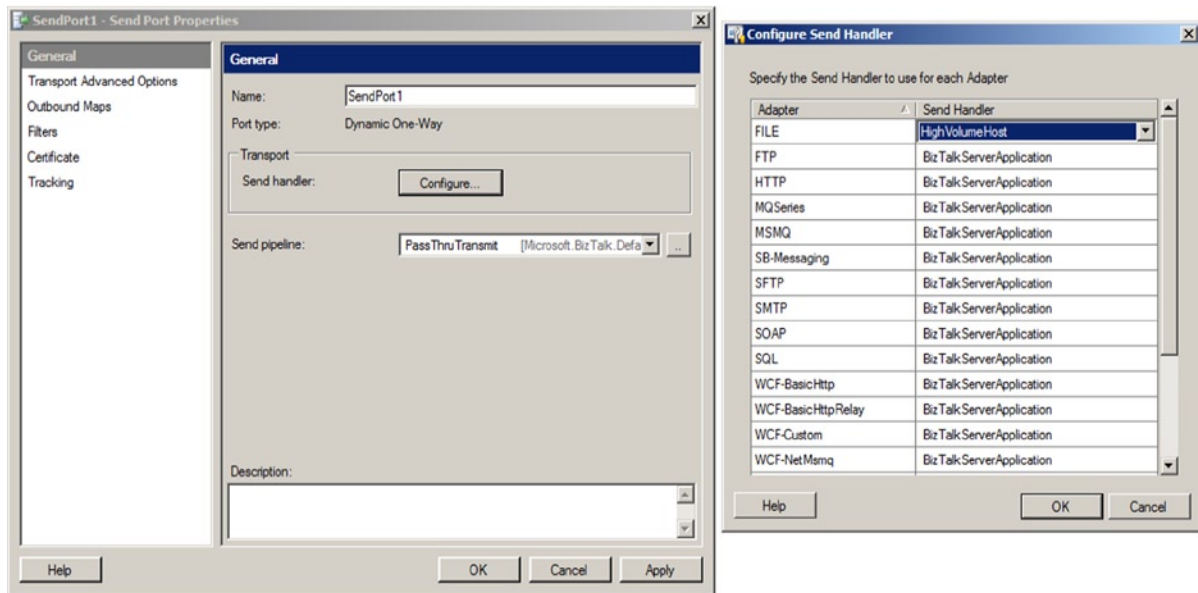 SendPort1 - Send Port Properties
General
Transport Advanced Options
Outbound Maps
Filters
Certificate
Tracking
General
Name: SendPort1
Port type: Dynamic One-Way
Transport
Send handler: Configure...
Send pipeline: PassThruTransmit [Microsoft.BizTalk.Defa ..
Description:
Help OK Cancel Apply
Configure Send Handler
Specify the Send Handler to use for each Adapter
Adapter Send Handler
FILE HighVolumeHost
FTP BizTalkServerApplication
HTTP BizTalkServerApplication
MQSeries BizTalkServerApplication
MSMQ BizTalkServerApplication
SB-Messaging BizTalkServerApplication
SFTP BizTalkServerApplication
SMTP BizTalkServerApplication
SOAP BizTalkServerApplication
SQL BizTalkServerApplication
WCF-BasicHttp BizTalkServerApplication
WCF-BasicHttpRelay BizTalkServerApplication
WCF-Custom BizTalkServerApplication
WCF-NetMsmq BizTalkServerApplication
Help OK Cancel